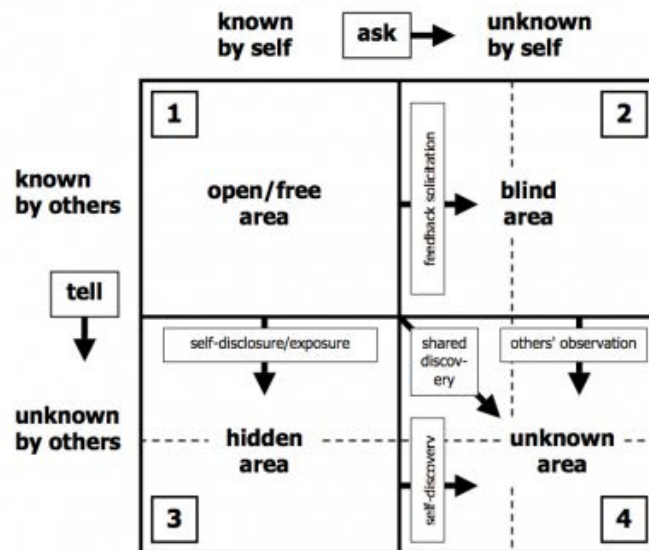 known
by self
ask
unknown
by self
1
2
known
by others
open/free
area
feedback solicitation
blind
area
tell
self-disclosure/exposure
shared
discov-
ery
others' observation
unknown
by others
hidden
area
self-discovery
unknown
area
3
4